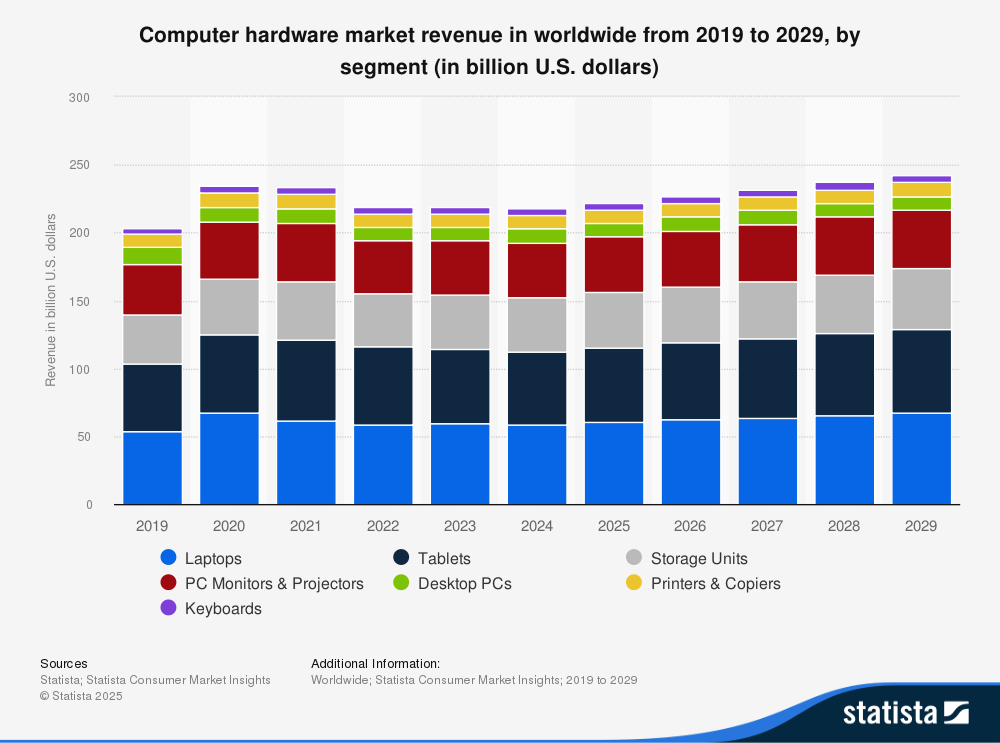 Computer hardware market revenue in worldwide from 2019 to 2029, by
segment (in billion U.S. dollars)
300
250
200
150
100
50
0
Revenue in billion U.S. dollars
2019 2020 2021 2022 2023 2024 2025 2026 2027 2028 2029
Laptops Tablets Storage Units
PC Monitors & Projectors Desktop PCs Printers & Copiers
Keyboards
Sources
Statista; Statista Consumer Market Insights
© Statista 2025
Additional Information:
Worldwide; Statista Consumer Market Insights; 2019 to 2029
statista